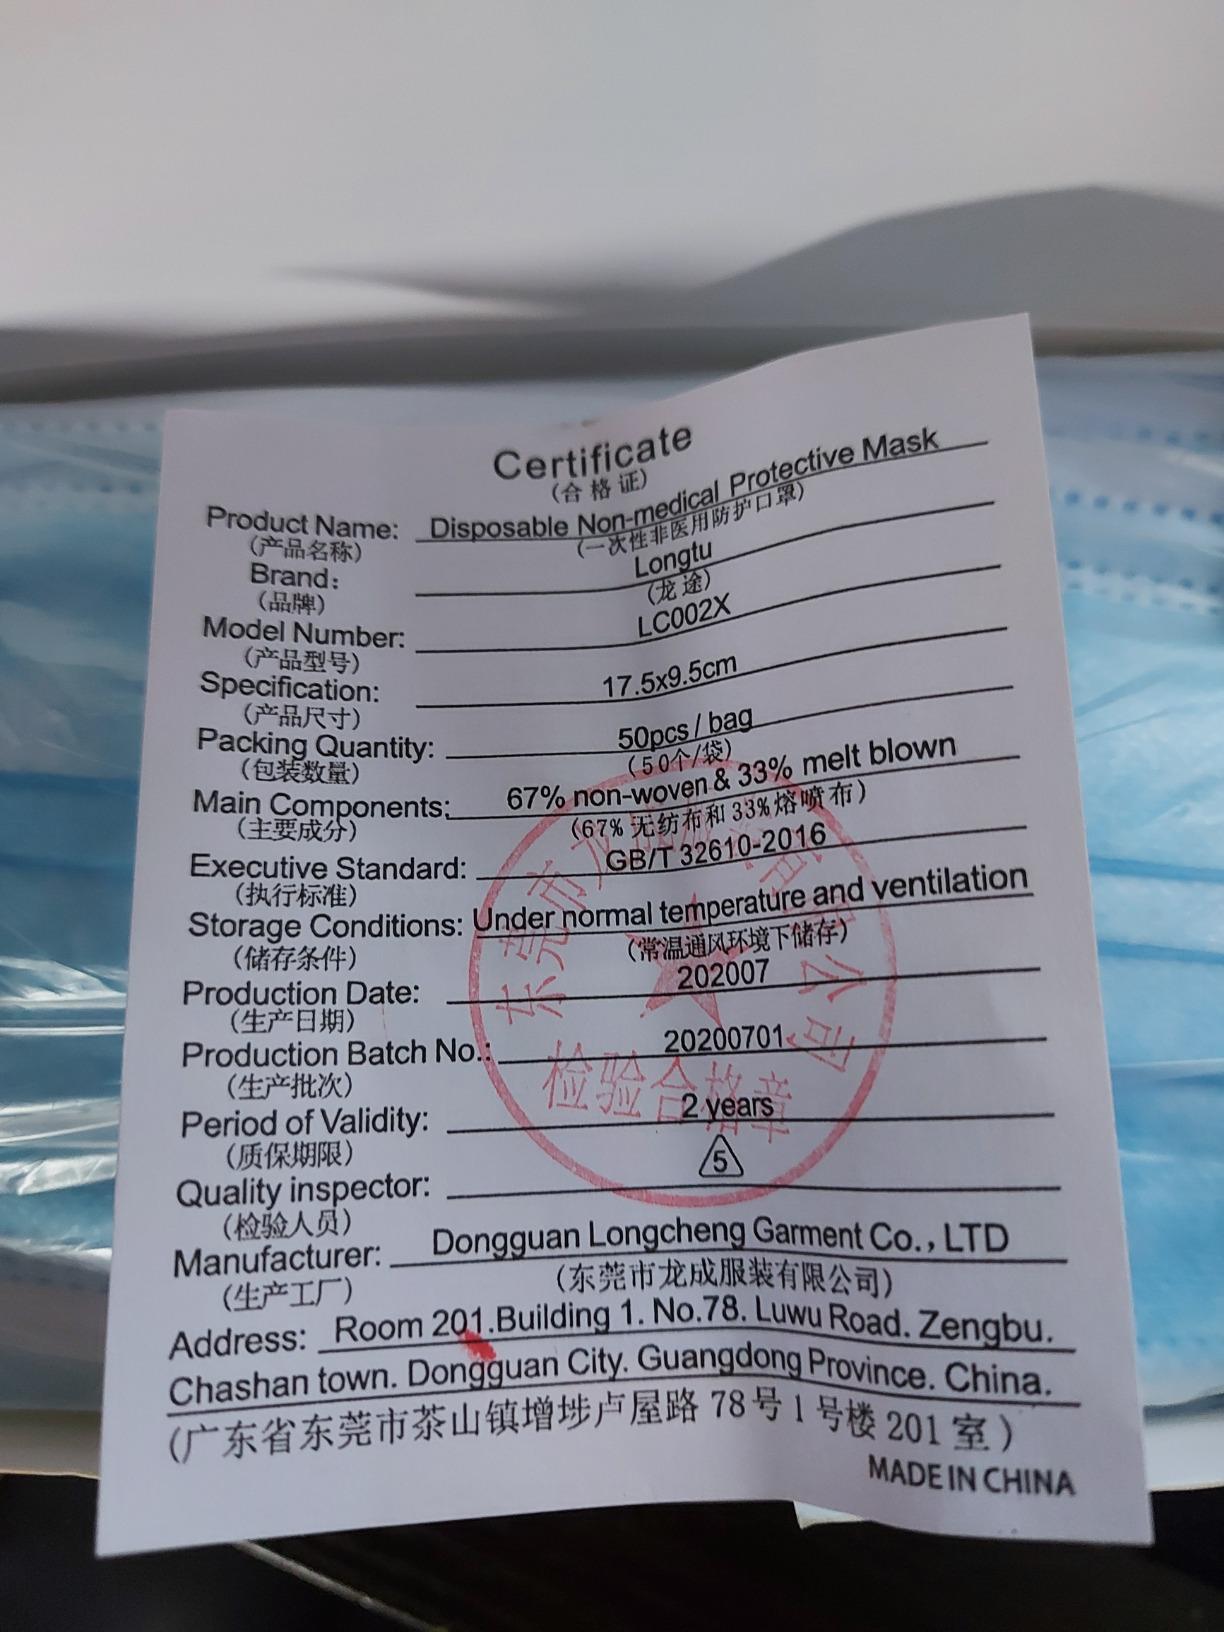 Certificate
(合格证)
Product Name: Disposable Non-medical Protective Mask
(产品名称) (一次性非医用防护口罩)
Brand: Longtu
(品牌) (龙途)
Model Number: LC002X
(产品型号)
Specification: 17.5x9.5cm
(产品尺寸)
Packing Quantity: 50pcs / bag
(包装数量) (50个/袋)
Main Components: 67% non-woven & 33% melt blown
(主要成分) (67%无纺布和33%熔喷布)
Executive Standard: GB/T 32610-2016
(执行标准)
Storage Conditions: Under normal temperature and ventilation
(储存条件) (常温通风环境下储存)
Production Date: 202007
(生产日期)
Production Batch No.: 20200701
(生产批次)
Period of Validity: 2 years
(质保期限)
Quality inspector: 5
(检验人员)
Manufacturer: Dongguan Longcheng Garment Co., LTD
(生产工厂) (东莞市龙成服装有限公司)
Address: Room 201.Building 1. No.78. Luwu Road. Zengbu.
Chashan town. Dongguan City. Guangdong Province. China.
(广东省东莞市茶山镇增埗卢屋路78号1号楼201室)
MADE IN CHINA
检验合格章